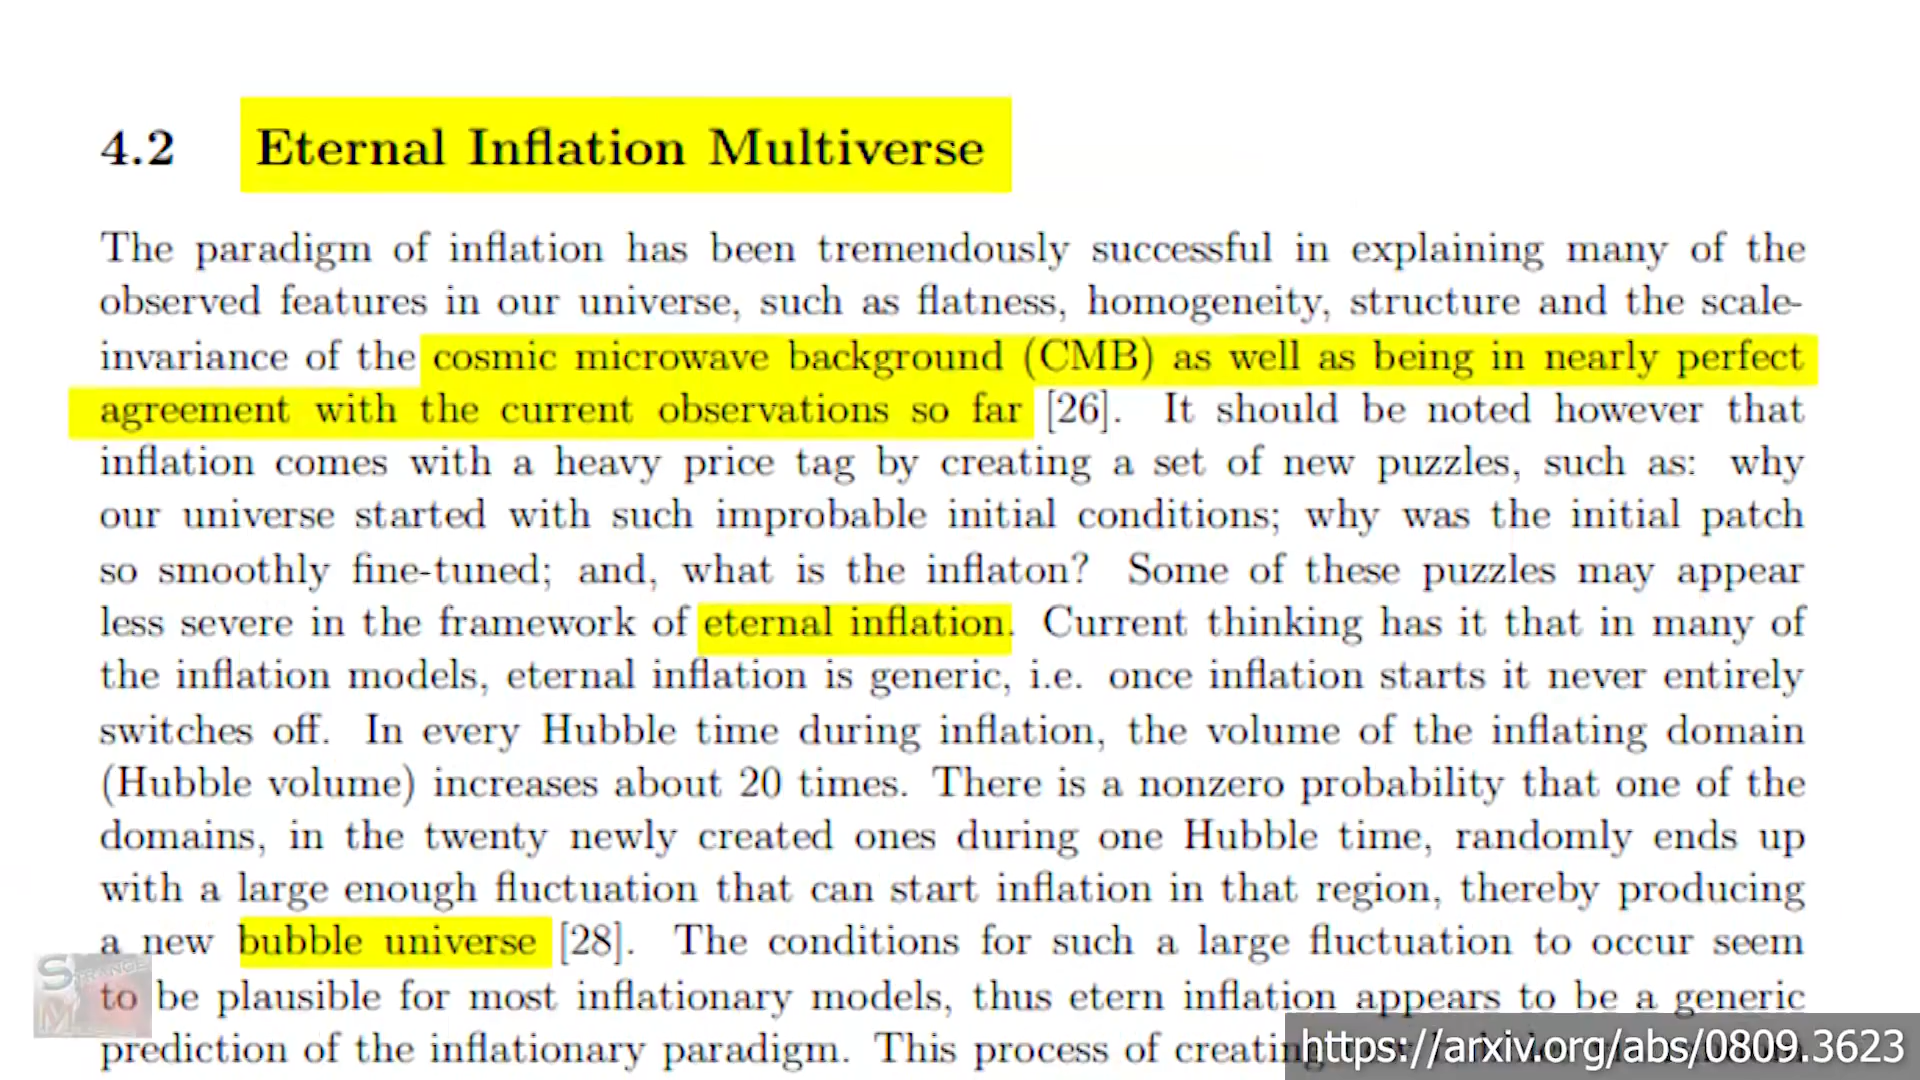 4.2 Eternal Inflation Multiverse
The paradigm of inflation has been tremendously successful in explaining many of the
observed features in our universe, such as flatness, homogeneity, structure and the scale-
invariance of the cosmic microwave background (CMB) as well as being in nearly perfect
agreement with the current observations so far [26]. It should be noted however that
inflation comes with a heavy price tag by creating a set of new puzzles, such as: why
our universe started with such improbable initial conditions; why was the initial patch
so smoothly fine-tuned; and, what is the inflaton? Some of these puzzles may appear
less severe in the framework of eternal inflation. Current thinking has it that in many of
the inflation models, eternal inflation is generic, i.e. once inflation starts it never entirely
switches off. In every Hubble time during inflation, the volume of the inflating domain
(Hubble volume) increases about 20 times. There is a nonzero probability that one of the
domains, in the twenty newly created ones during one Hubble time, randomly ends up
with a large enough fluctuation that can start inflation in that region, thereby producing
a new bubble universe [28]. The conditions for such a large fluctuation to occur seem
to be plausible for most inflationary models, thus etern inflation appears to be a generic
prediction of the inflationary paradigm. This process of creating
STRANGE
M
https://arxiv.org/abs/0809.3623